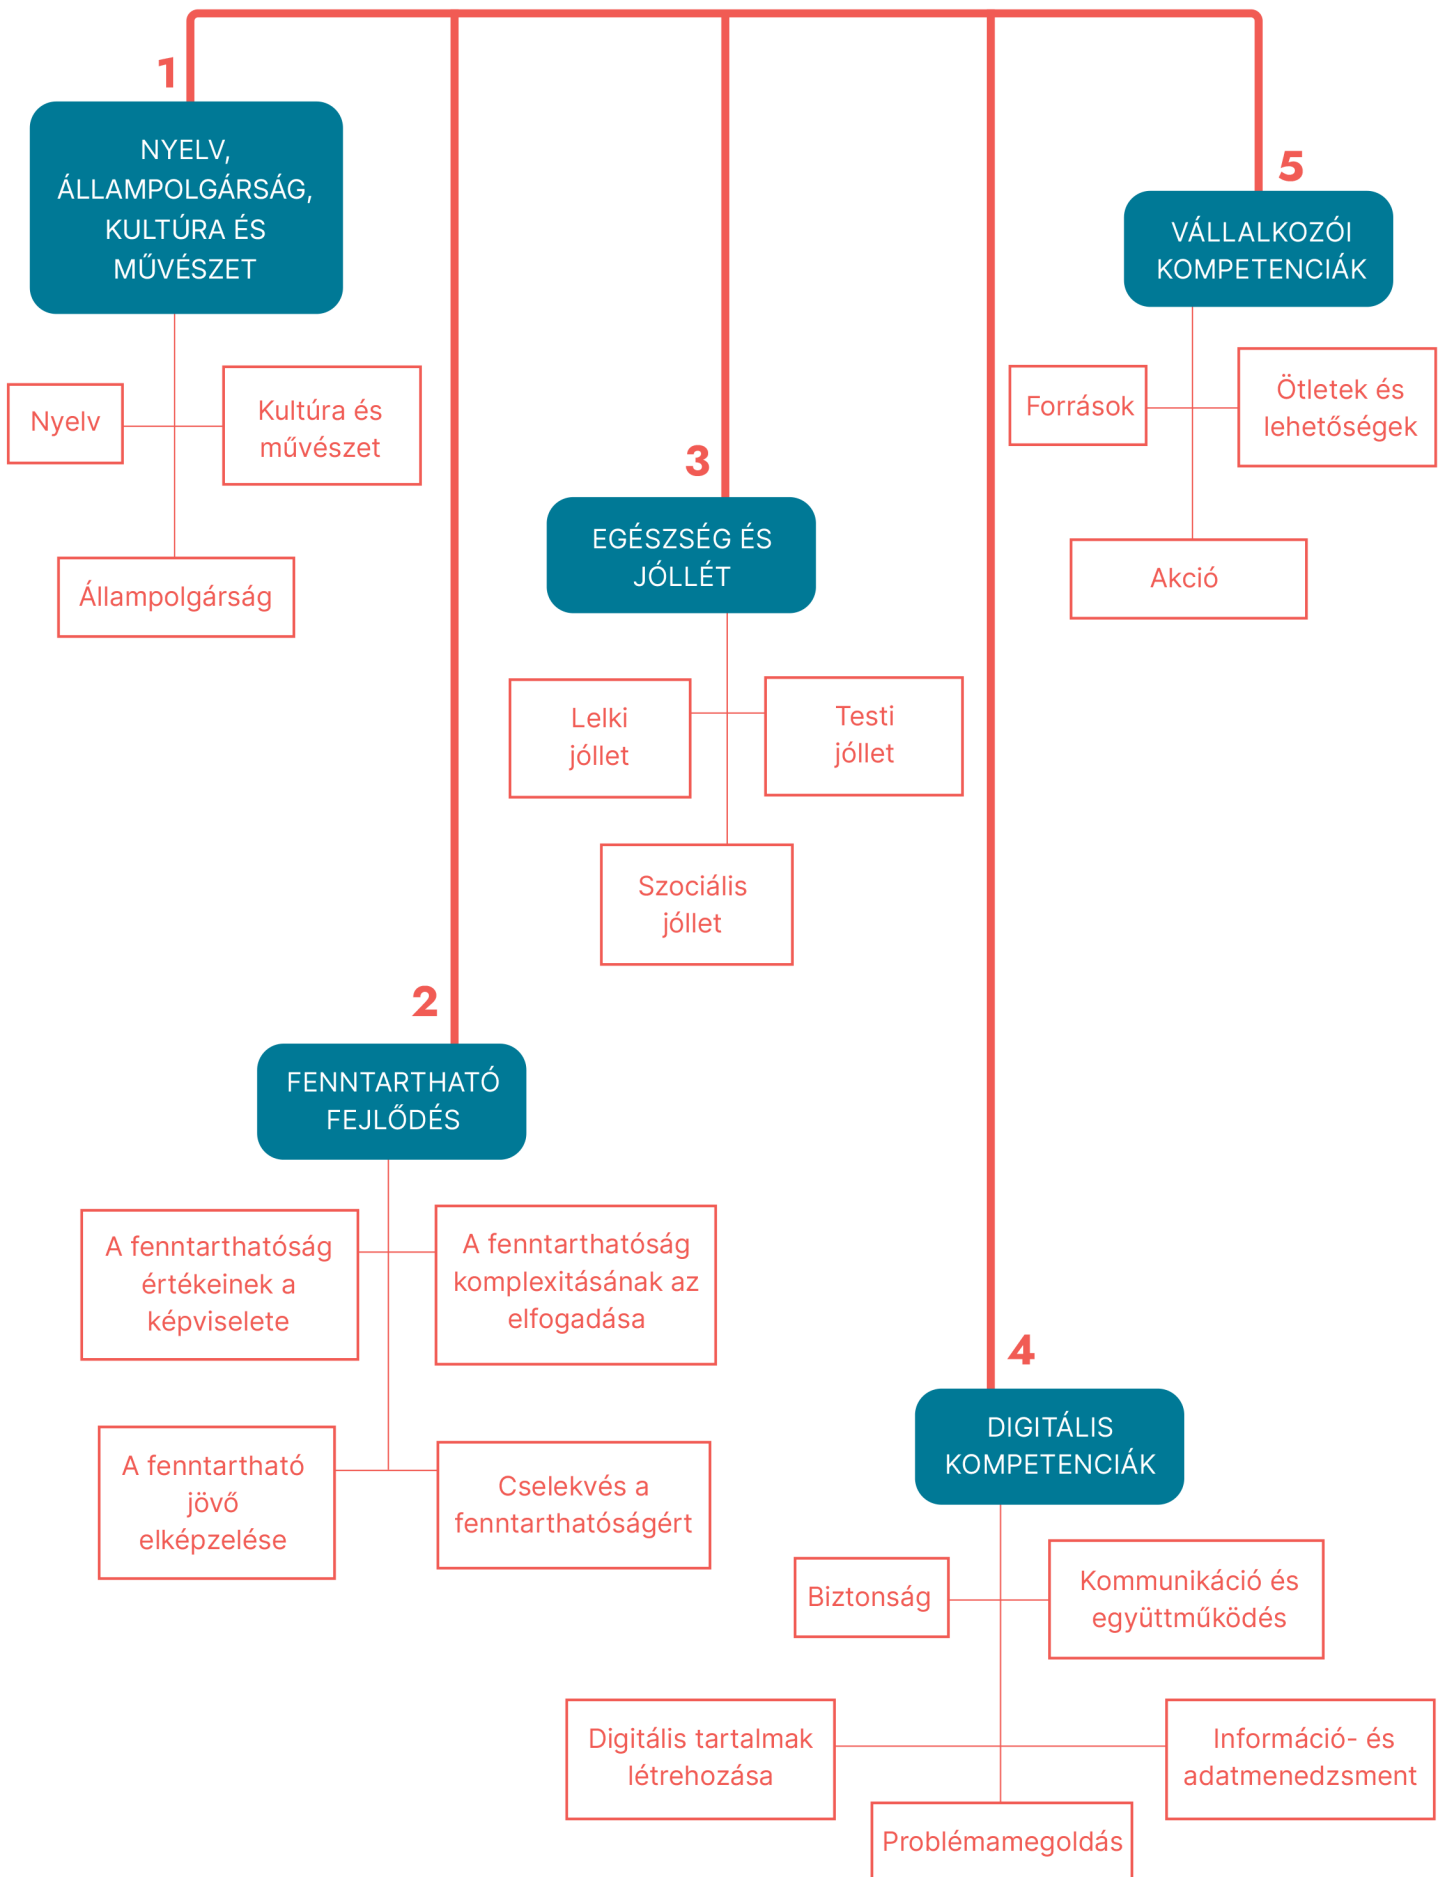 1
NYELV,
ÁLLAMPOLGÁRSÁG,
KULTÚRA ÉS
MŰVÉSZET
Nyelv
Kultúra és
művészet
Állampolgárság
2
FENNTARTHATÓ
FEJLŐDÉS
A fenntarthatóság
értékeinek a
képviselete
A fenntarthatóság
komplexitásának az
elfogadása
A fenntartható
jövő
elképzelése
Cselekvés a
fenntarthatóságért
3
EGÉSZSÉG ÉS
JÓLLÉT
Lelki
jóllet
Testi
jóllet
Szociális
jóllet
4
DIGITÁLIS
KOMPETENCIÁK
Biztonság
Kommunikáció és
együttműködés
Digitális tartalmak
létrehozása
Információ- és
adatmenedzsment
Problémamegoldás
5
VÁLLALKOZÓI
KOMPETENCIÁK
Források
Ötletek és
lehetőségek
Akció